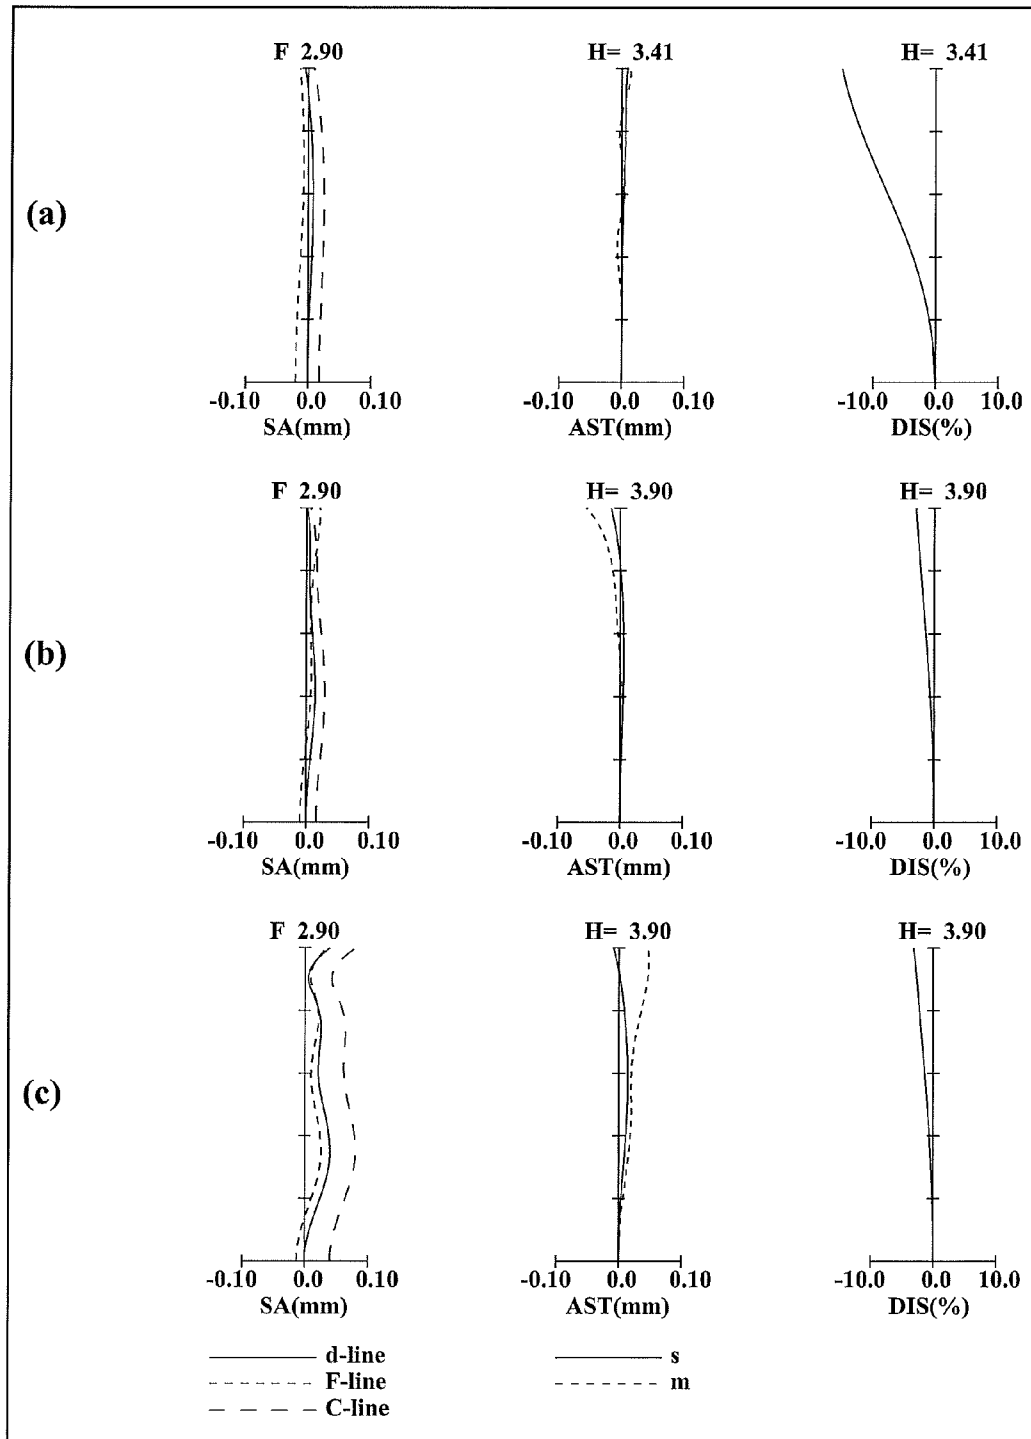 F 2.90 H= 3.41 H= 3.41
(a)
-0.10 0.0 0.10 -0.10 0.0 0.10 -10.0 0.0 10.0
SA(mm) AST(mm) DIS(%)
F 2.90 H= 3.90 H= 3.90
(b)
-0.10 0.0 0.10 -0.10 0.0 0.10 -10.0 0.0 10.0
SA(mm) AST(mm) DIS(%)
F 2.90 H= 3.90 H= 3.90
(c)
-0.10 0.0 0.10 -0.10 0.0 0.10 -10.0 0.0 10.0
SA(mm) AST(mm) DIS(%)
d-line s
F-line m
C-line